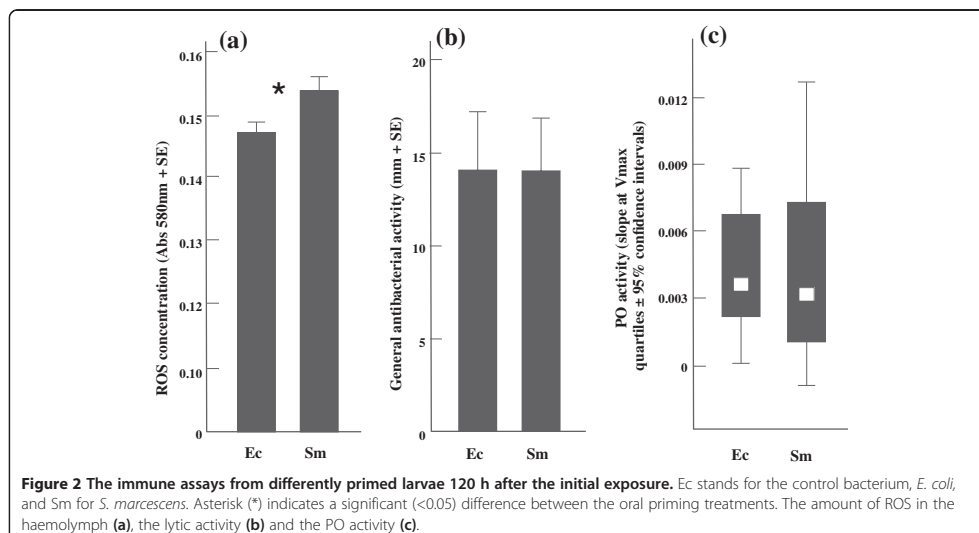 (a)
ROS concentration (Abs 580nm + SE)
0.16
0.15
0.14
0.13
0.12
0.10
0
*
Ec
Sm
(b)
General antibacterial activity (mm + SE)
20
15
10
5
0
Ec
Sm
(c)
PO activity (slope at Vmax
quartiles ± 95% confidence intervals)
0.012
0.009
0.006
0.003
0
Ec
Sm
Figure 2 The immune assays from differently primed larvae 120 h after the initial exposure. Ec stands for the control bacterium, E. coli,
and Sm for S. marcescens. Asterisk (*) indicates a significant (<0.05) difference between the oral priming treatments. The amount of ROS in the
haemolymph (a), the lytic activity (b) and the PO activity (c).